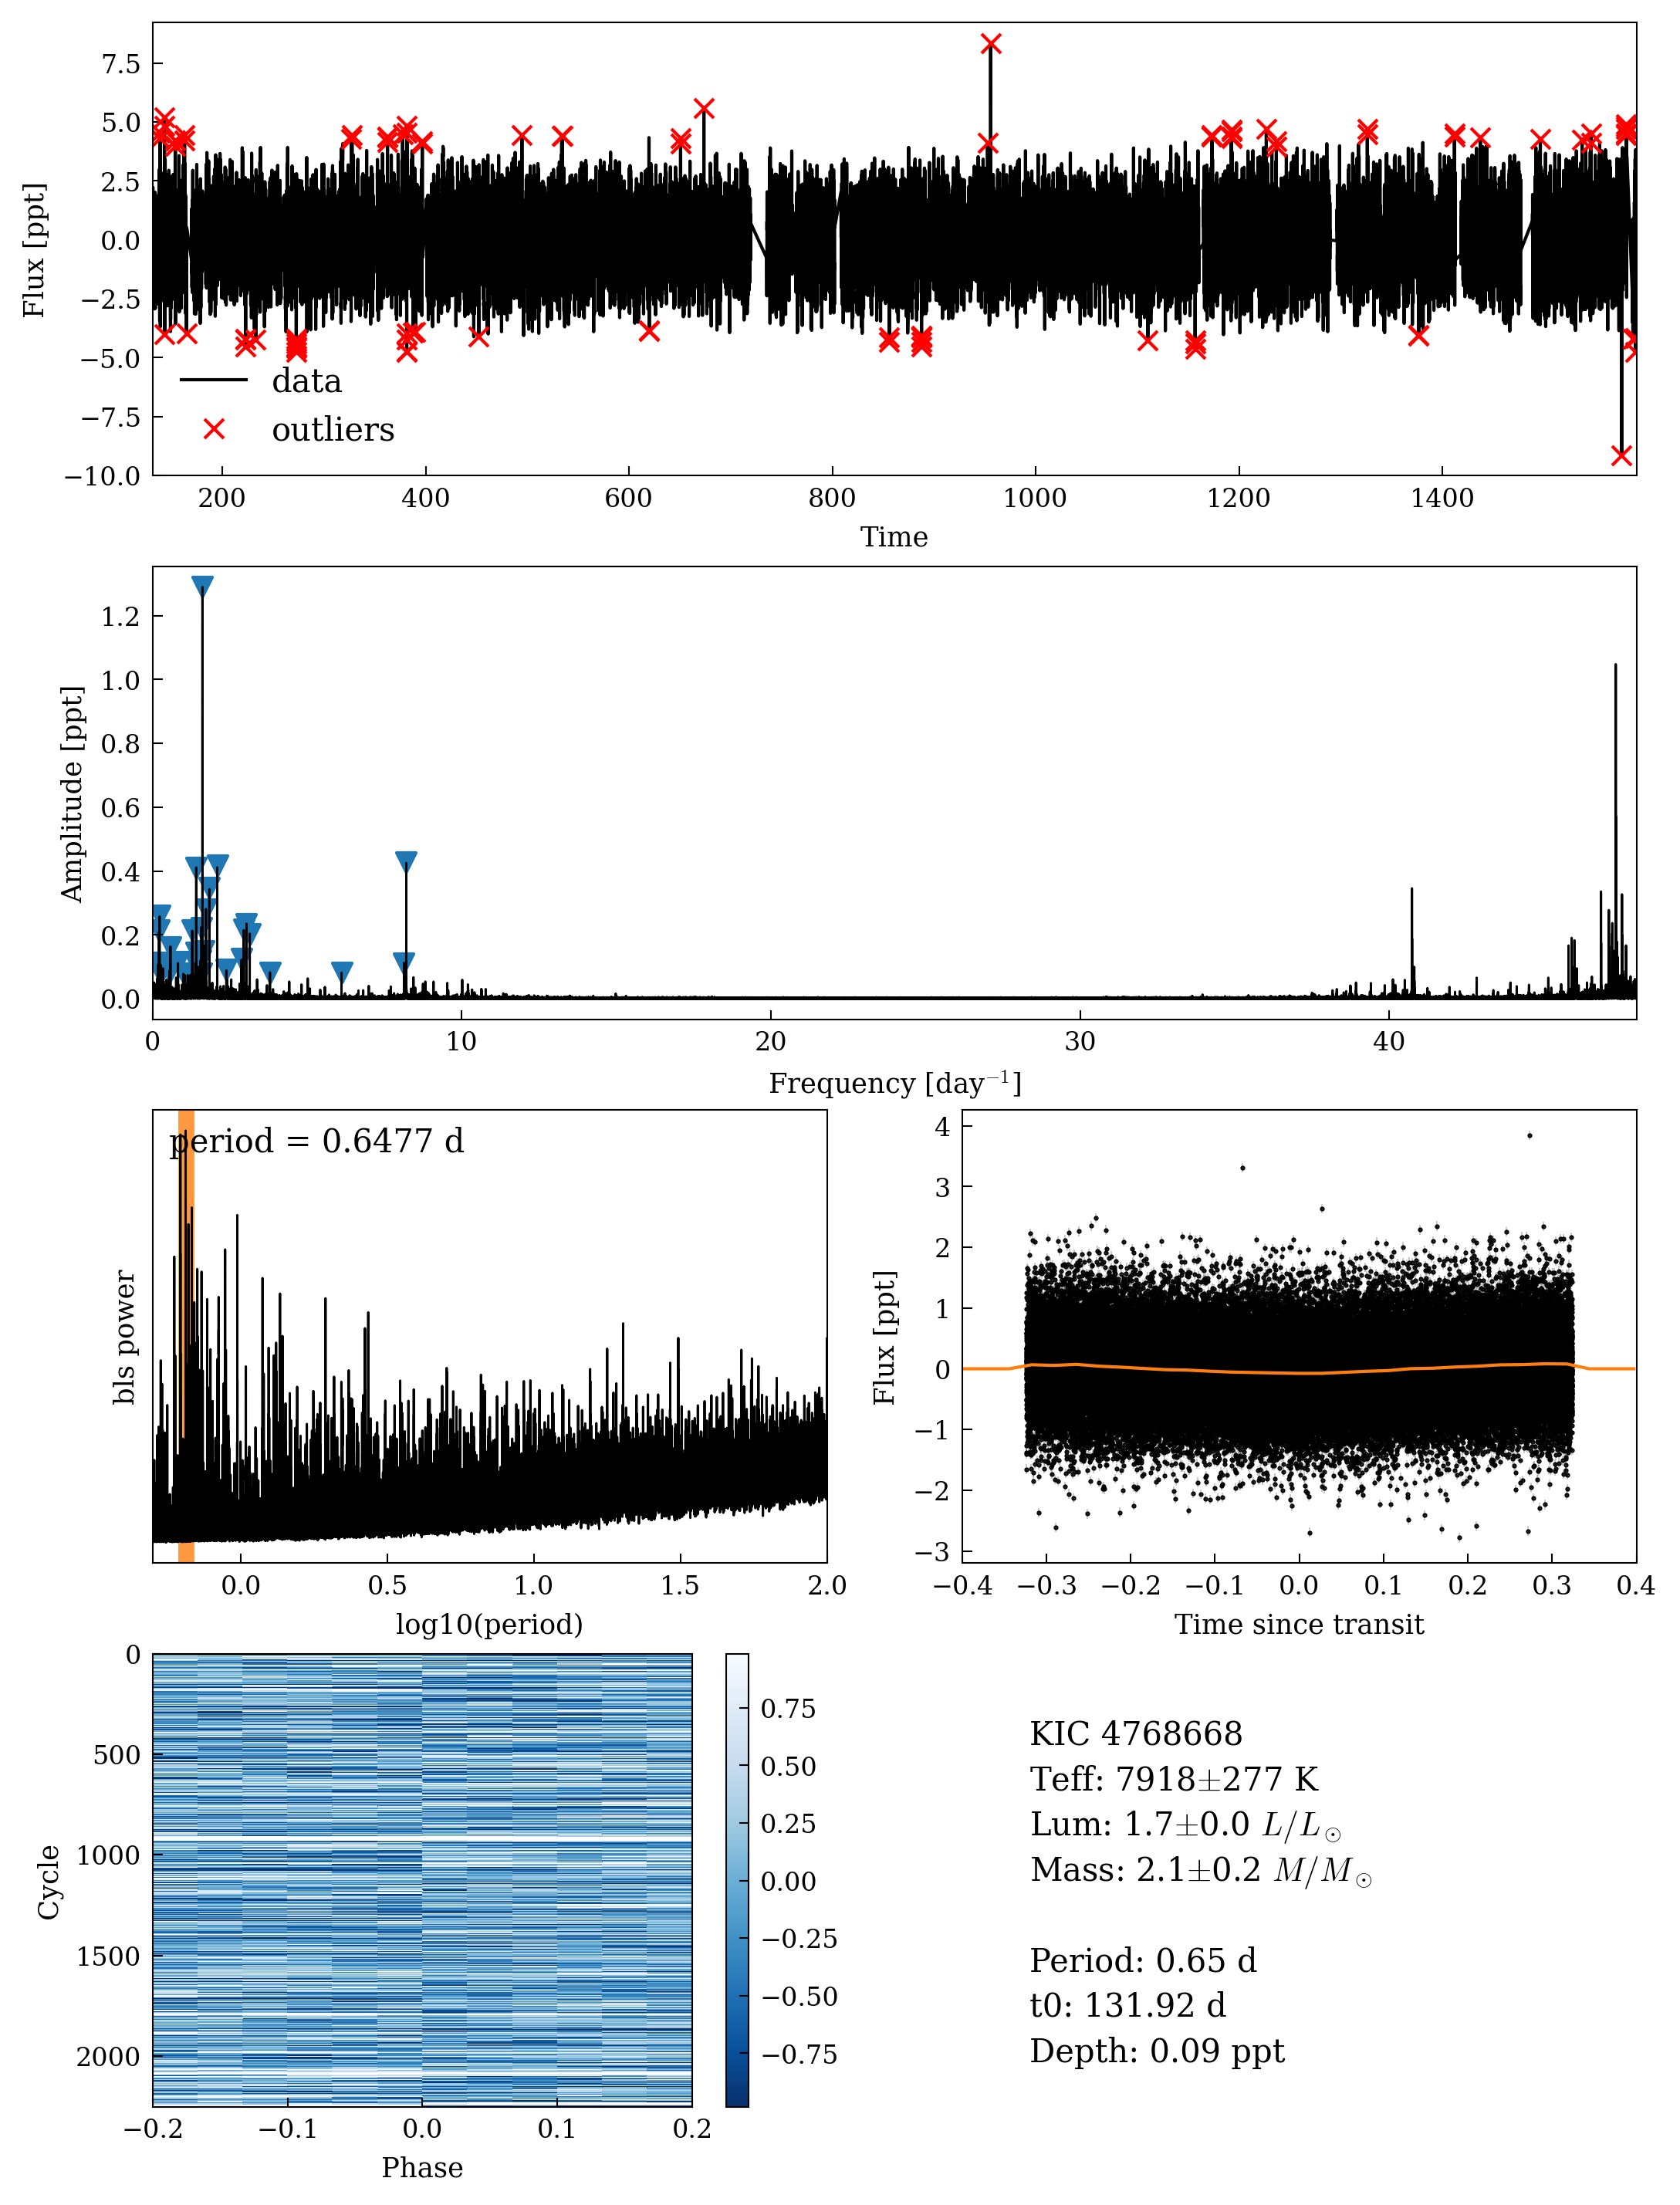 7.5
5.0
2.5
0.0
−2.5
−5.0
−7.5
−10.0
Flux [ppt]
data
outliers
200 400 600 800 1000 1200 1400
Time
1.2
1.0
0.8
0.6
0.4
0.2
0.0
Amplitude [ppt]
0 10 20 30 40
Frequency [day⁻¹]
period = 0.6477 d
bls power
0.0 0.5 1.0 1.5 2.0
log10(period)
4
3
2
1
0
−1
−2
−3
Flux [ppt]
−0.4 −0.3 −0.2 −0.1 0.0 0.1 0.2 0.3 0.4
Time since transit
0
500
1000
1500
2000
Cycle
−0.2 −0.1 0.0 0.1 0.2
Phase
0.75
0.50
0.25
0.00
−0.25
−0.50
−0.75
KIC 4768668
Teff: 7918±277 K
Lum: 1.7±0.0 L/L☉
Mass: 2.1±0.2 M/M☉
Period: 0.65 d
t0: 131.92 d
Depth: 0.09 ppt